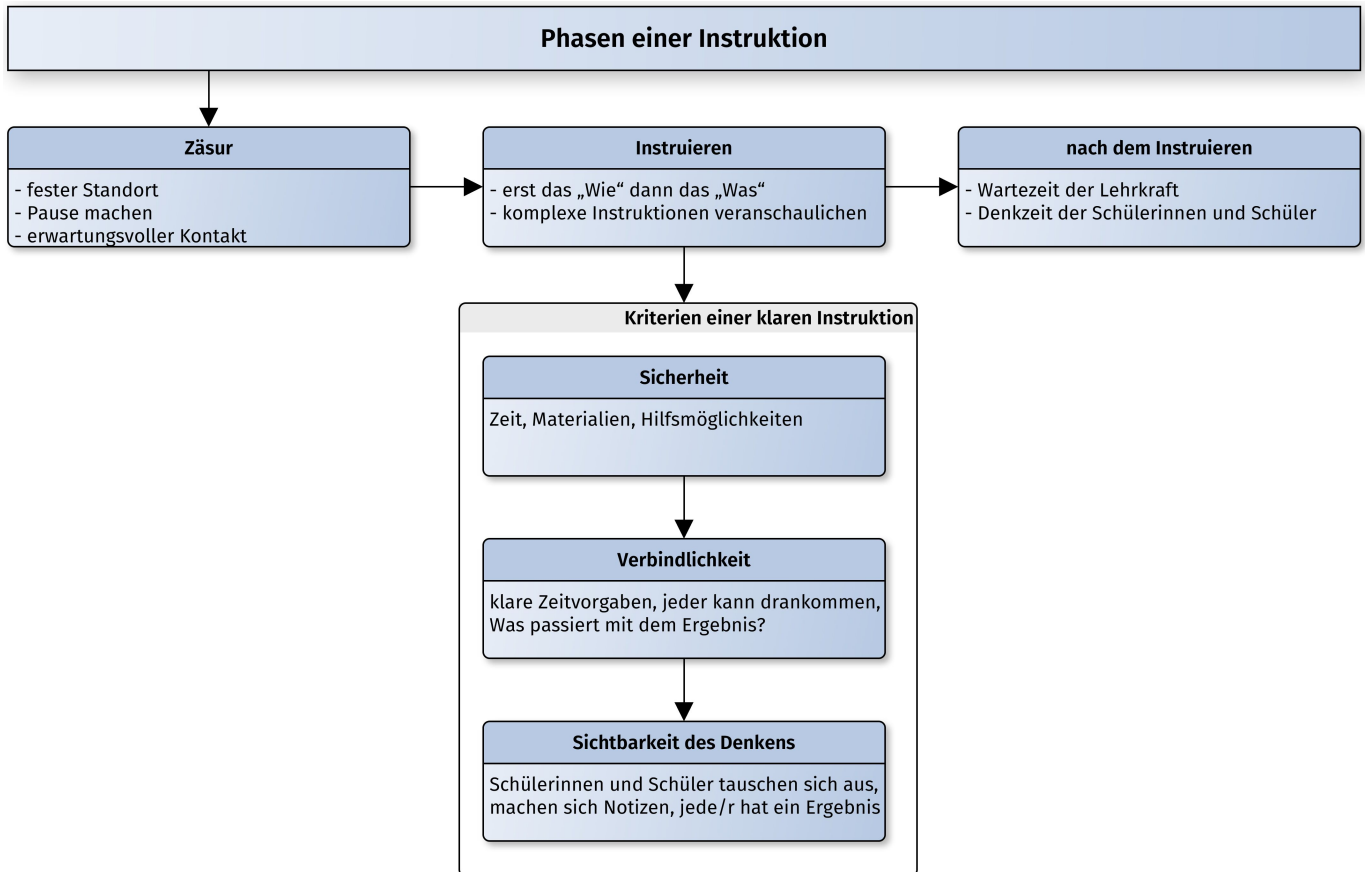 Phasen einer Instruktion
Zäsur
- fester Standort
- Pause machen
- erwartungsvoller Kontakt
Instruieren
- erst das „Wie“ dann das „Was“
- komplexe Instruktionen veranschaulichen
nach dem Instruieren
- Wartezeit der Lehrkraft
- Denkzeit der Schülerinnen und Schüler
Kriterien einer klaren Instruktion
Sicherheit
Zeit, Materialien, Hilfsmöglichkeiten
Verbindlichkeit
klare Zeitvorgaben, jeder kann drankommen,
Was passiert mit dem Ergebnis?
Sichtbarkeit des Denkens
Schülerinnen und Schüler tauschen sich aus,
machen sich Notizen, jede/r hat ein Ergebnis